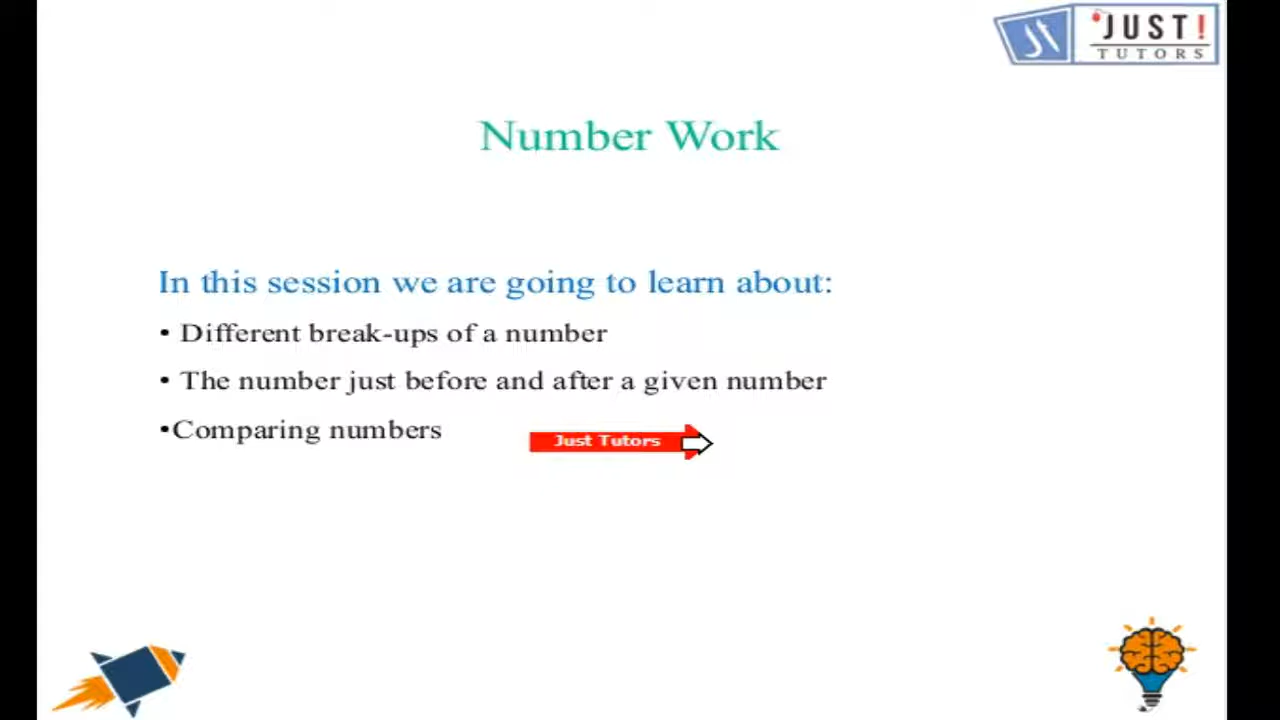 JUST!
TUTORS
Number Work
In this session we are going to learn about:
• Different break-ups of a number
• The number just before and after a given number
•Comparing numbers
Just Tutors